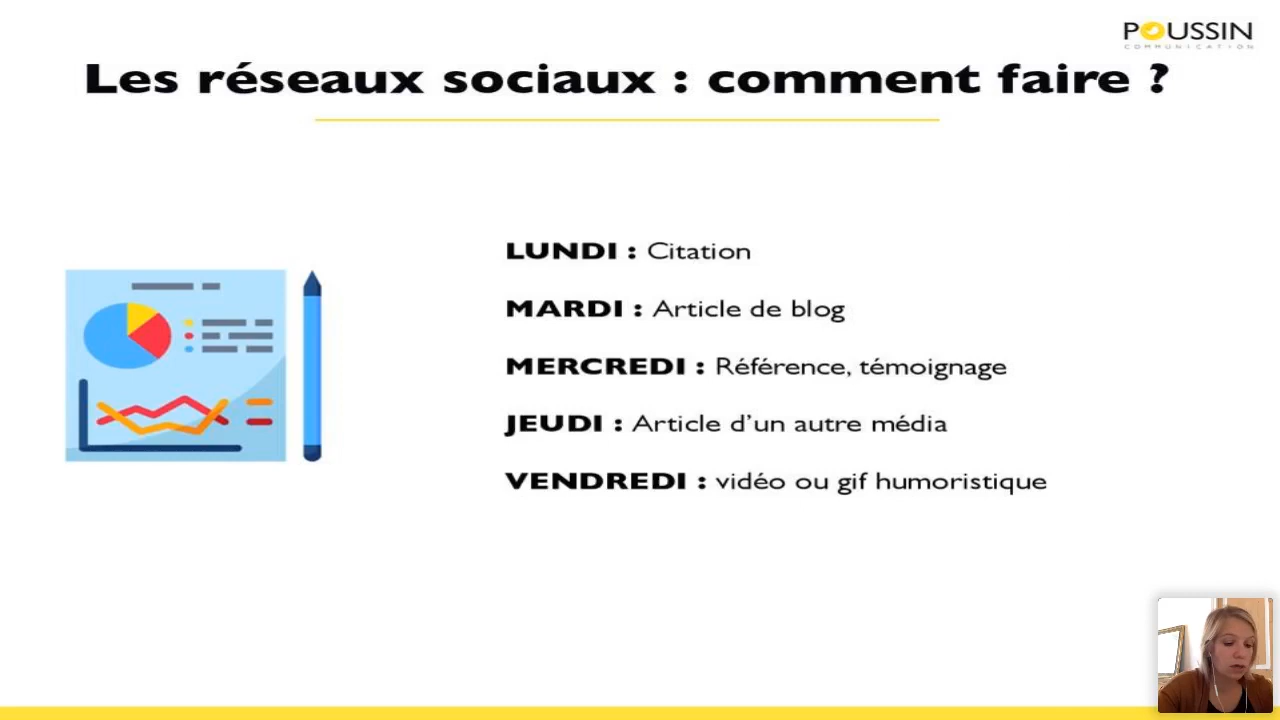 POUSSIN
COMMUNICATION
Les réseaux sociaux : comment faire ?
LUNDI : Citation
MARDI : Article de blog
MERCREDI : Référence, témoignage
JEUDI : Article d’un autre média
VENDREDI : vidéo ou gif humoristique